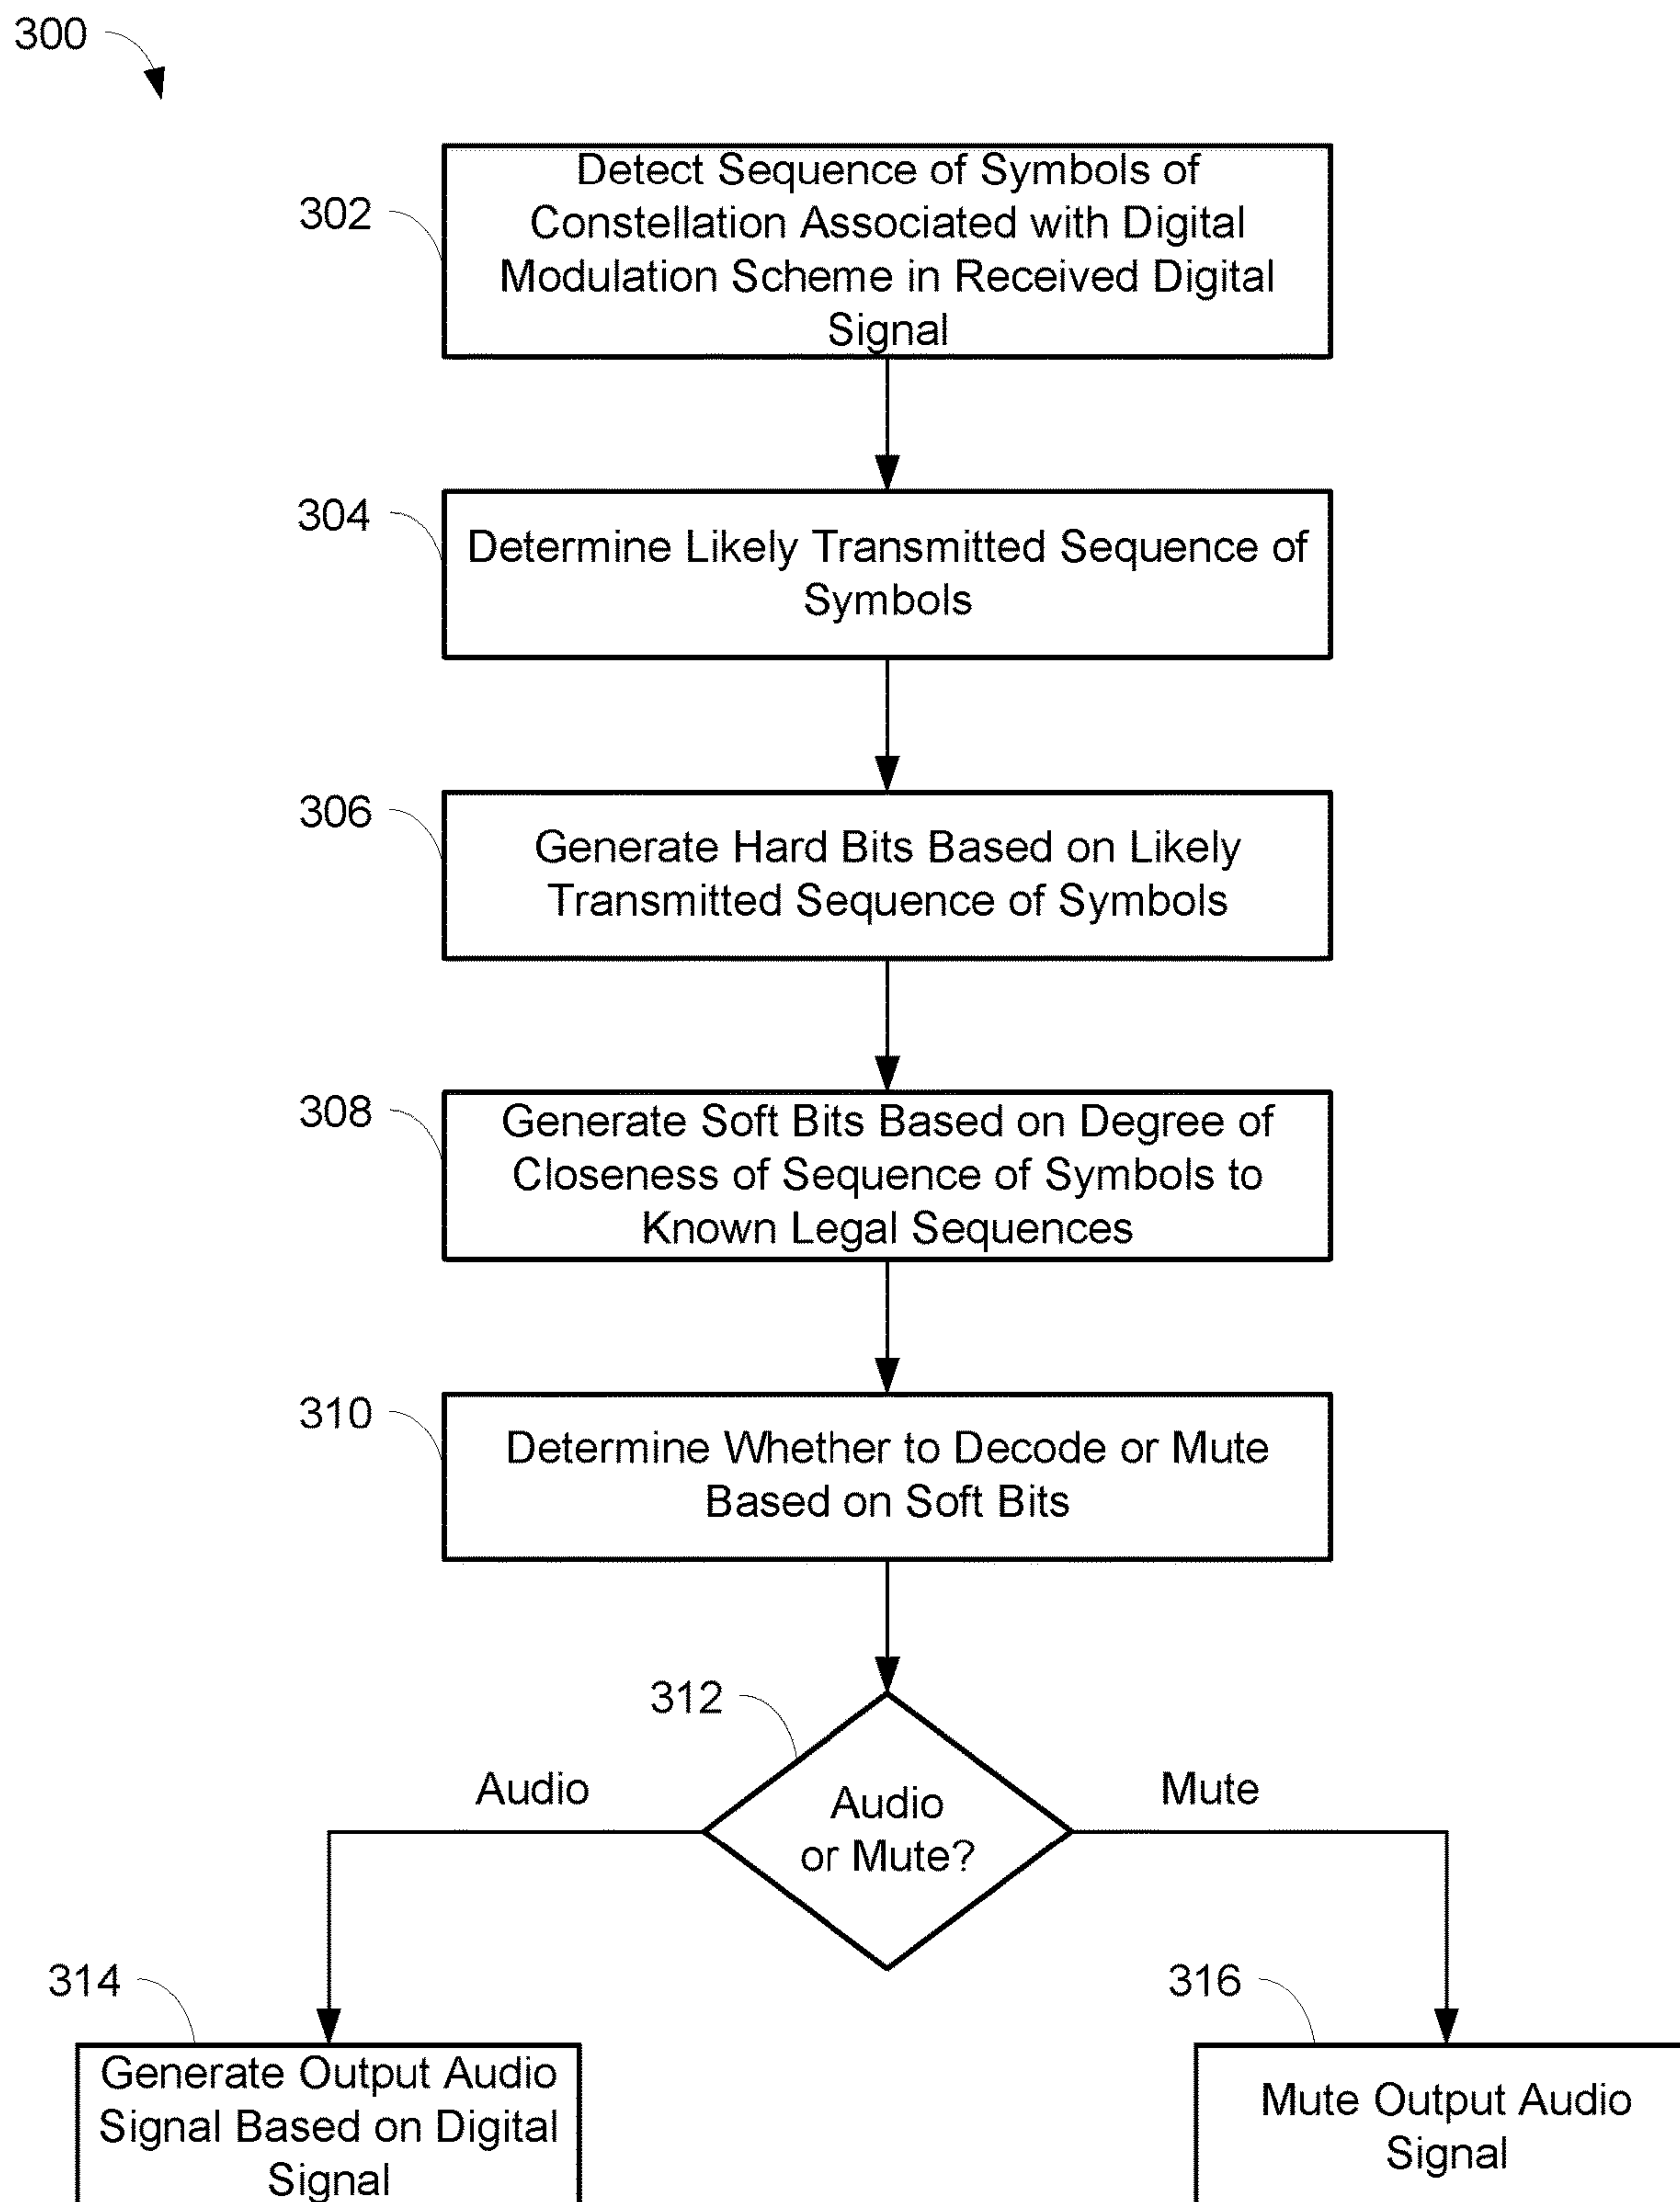 300
302
Detect Sequence of Symbols of
Constellation Associated with Digital
Modulation Scheme in Received Digital
Signal
304
Determine Likely Transmitted Sequence of
Symbols
306
Generate Hard Bits Based on Likely
Transmitted Sequence of Symbols
308
Generate Soft Bits Based on Degree of
Closeness of Sequence of Symbols to
Known Legal Sequences
310
Determine Whether to Decode or Mute
Based on Soft Bits
312
Audio
or Mute?
Audio
Mute
314
Generate Output Audio
Signal Based on Digital
Signal
316
Mute Output Audio
Signal